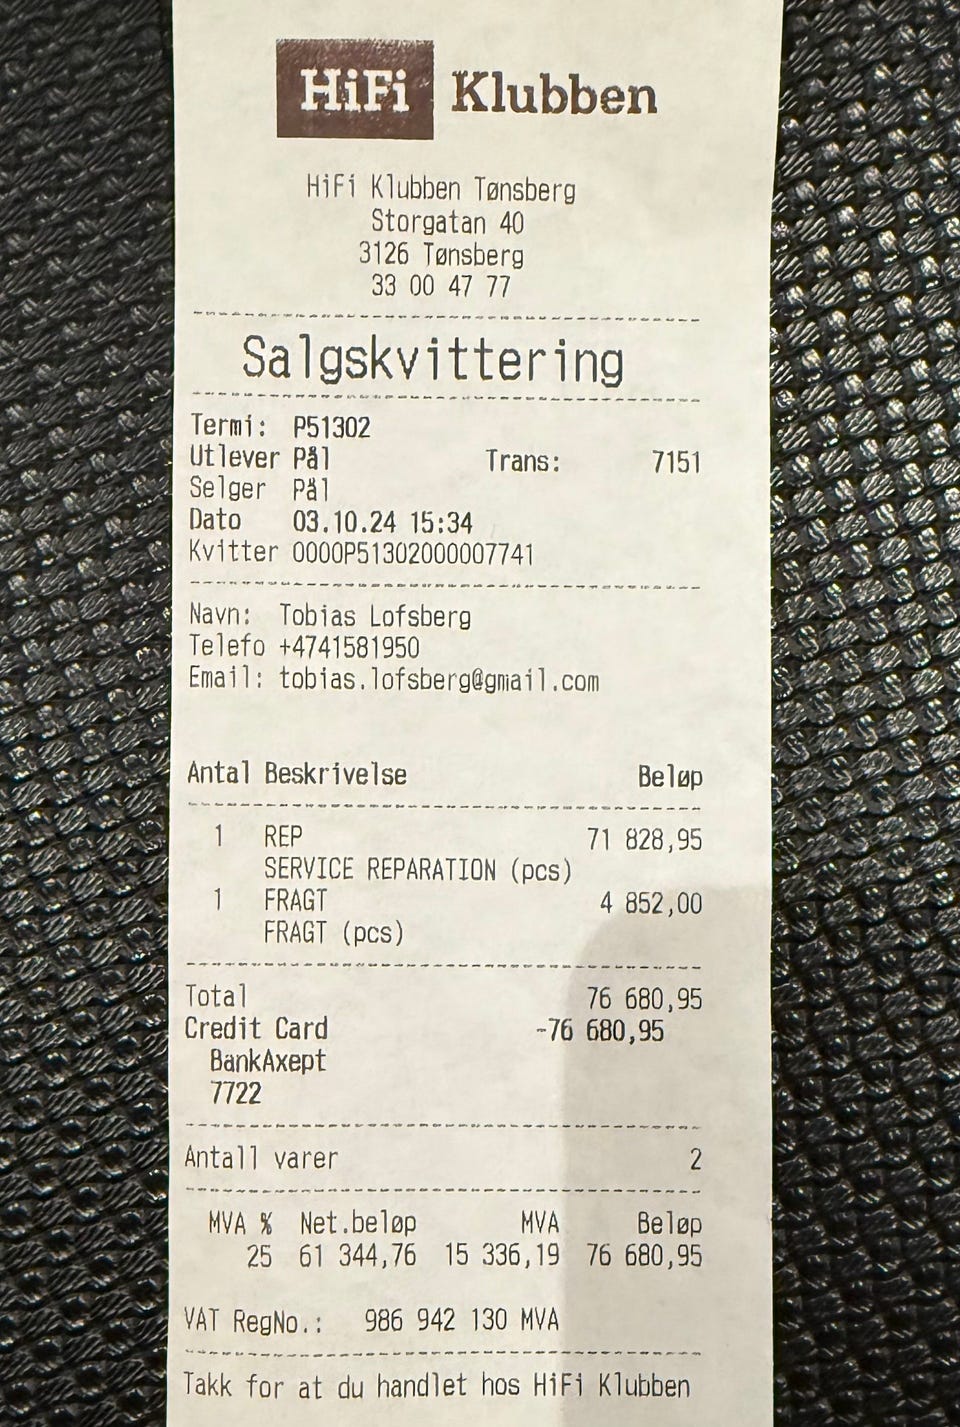 HiFi Klubben
HiFi Klubben Tønsberg
Storgatan 40
3126 Tønsberg
33 00 47 77
Salgskvittering
Termi: P51302
Utlever Pål Trans: 7151
Selger Pål
Dato 03.10.24 15:34
Kvitter 0000P51302000007741
Navn: Tobias Lofsberg
Telefo +4741581950
Email: tobias.lofsberg@gmail.com
Antal Beskrivelse Beløp
1 REP 71 828,95
SERVICE REPARATION (pcs)
1 FRAGT 4 852,00
FRAGT (pcs)
Total 76 680,95
Credit Card -76 680,95
BankAxept
7722
Antall varer 2
MVA % Net.beløp MVA Beløp
25 61 344,76 15 336,19 76 680,95
VAT RegNo.: 986 942 130 MVA
Takk for at du handlet hos HiFi Klubben